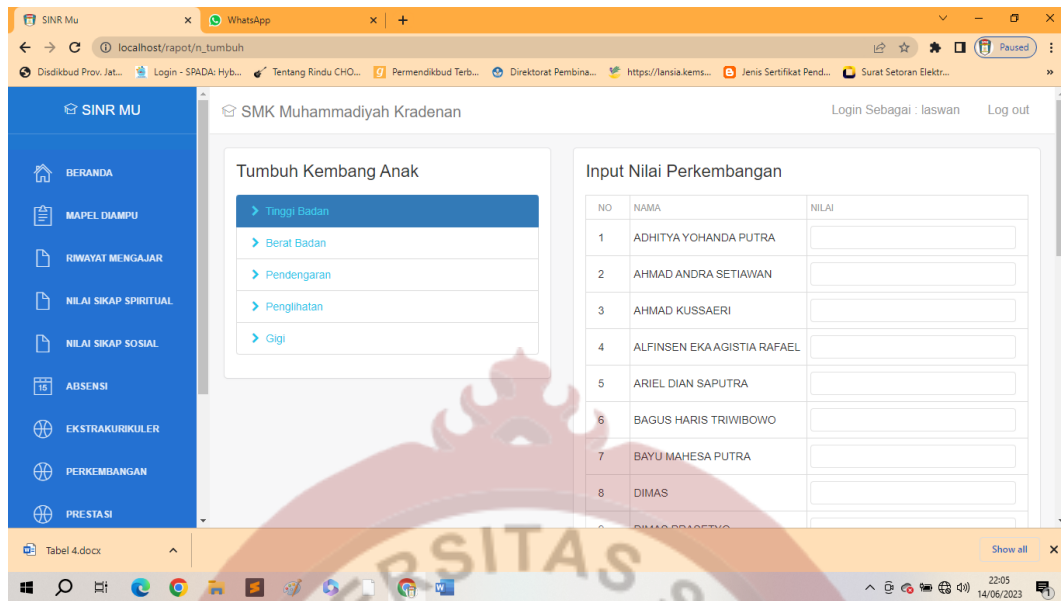 SINR Mu
WhatsApp
localhost/rapot/n_tumbuh
Paused
Disdikbud Prov. Jat...
Login - SPADA: Hyb...
Tentang Rindu CHO...
Permendikbud Terb...
Direktorat Pembina...
https://lansia.kems...
Jenis Sertifikat Pend...
Surat Setoran Elektr...
SINR MU
SMK Muhammadiyah Kradenan
Login Sebagai : laswan
Log out
BERANDA
MAPEL DIAMPU
RIWAYAT MENGAJAR
NILAI SIKAP SPIRITUAL
NILAI SIKAP SOSIAL
15 ABSENSI
EKSTRAKURIKULER
PERKEMBANGAN
PRESTASI
Tumbuh Kembang Anak
Tinggi Badan
Berat Badan
Pendengaran
Penglihatan
Gigi
Input Nilai Perkembangan
NO NAMA NILAI
1 ADHITYA YOHANDA PUTRA
2 AHMAD ANDRA SETIAWAN
3 AHMAD KUSSAERI
4 ALFINSEN EKA AGISTIA RAFAEL
5 ARIEL DIAN SAPUTRA
6 BAGUS HARIS TRIWIBOWO
7 BAYU MAHESA PUTRA
8 DIMAS
9 DIMAS PRASETYO
Tabel 4.docx
Show all
ERSITAS
22:05
14/06/2023